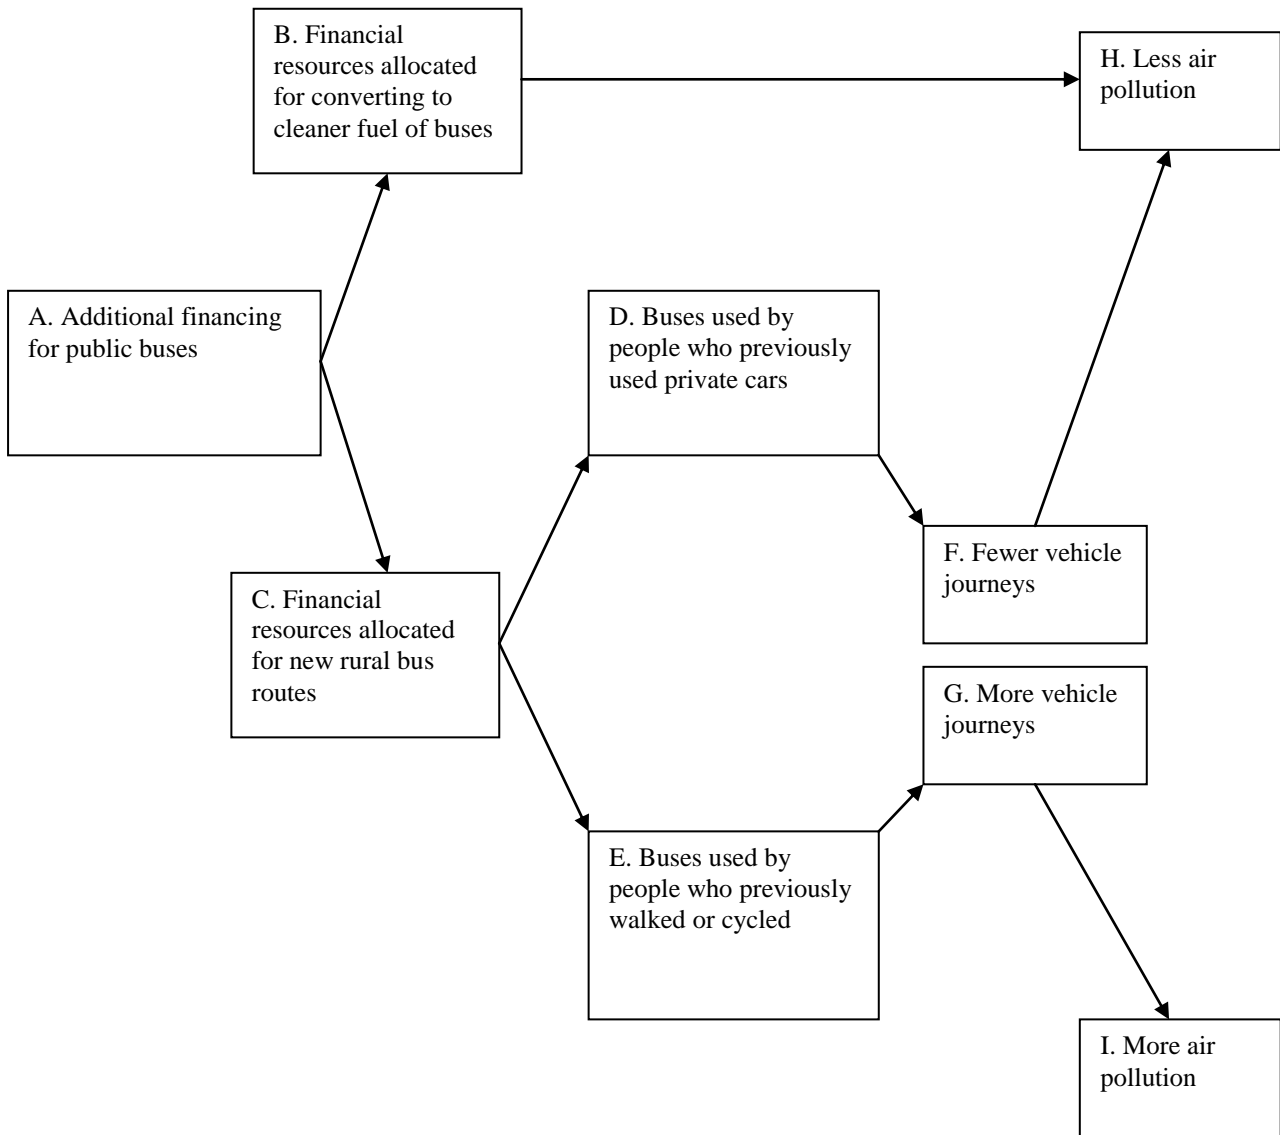 B. Financial
resources allocated
for converting to
cleaner fuel of buses
H. Less air
pollution
A. Additional financing
for public buses
D. Buses used by
people who previously
used private cars
C. Financial
resources allocated
for new rural bus
routes
F. Fewer vehicle
journeys
G. More vehicle
journeys
E. Buses used by
people who previously
walked or cycled
I. More air
pollution